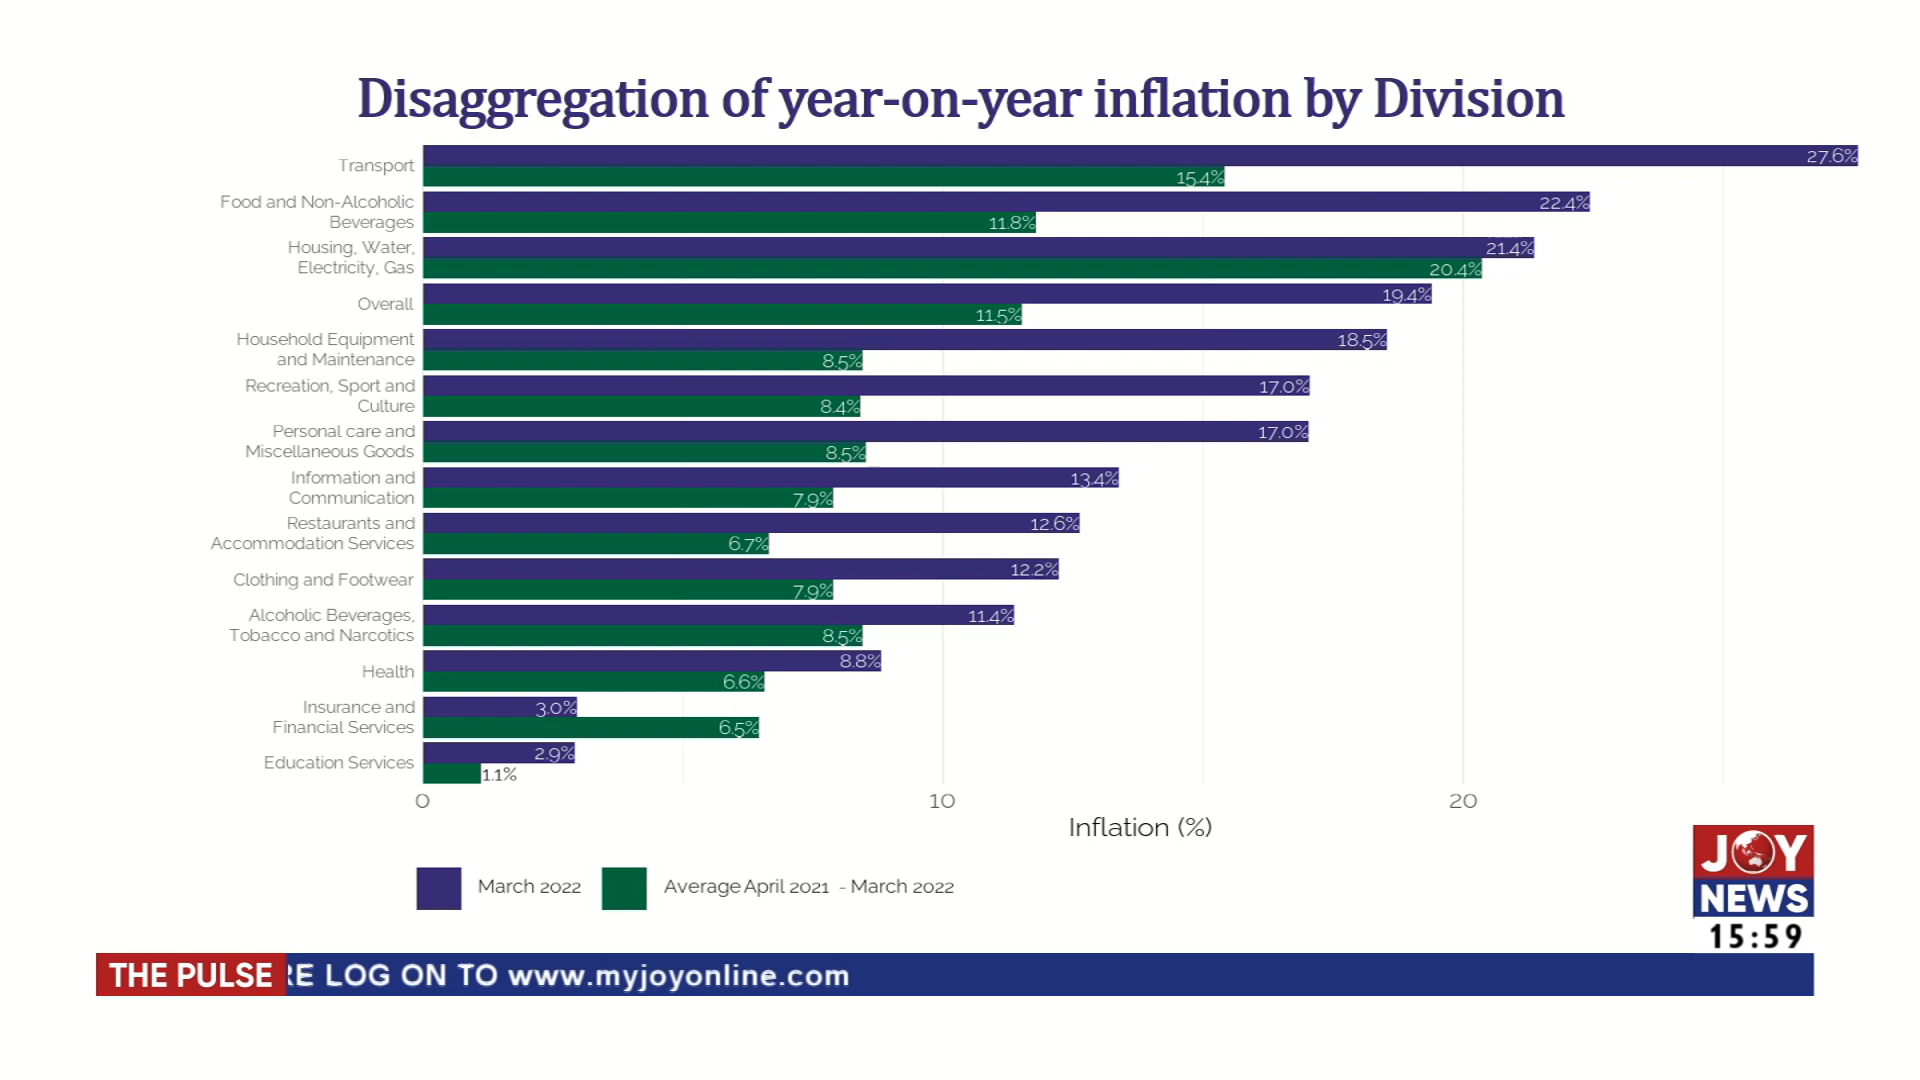 Disaggregation of year-on-year inflation by Division
Transport
27.6%
15.4%
Food and Non-Alcoholic
Beverages
22.4%
11.8%
Housing, Water,
Electricity, Gas
21.4%
20.4%
Overall
19.4%
11.5%
Household Equipment
and Maintenance
18.5%
8.5%
Recreation, Sport and
Culture
17.0%
8.4%
Personal care and
Miscellaneous Goods
17.0%
8.5%
Information and
Communication
13.4%
7.9%
Restaurants and
Accommodation Services
12.6%
6.7%
Clothing and Footwear
12.2%
7.9%
Alcoholic Beverages,
Tobacco and Narcotics
11.4%
8.5%
Health
8.8%
6.6%
Insurance and
Financial Services
3.0%
6.5%
Education Services
2.9%
1.1%
0 10 20
Inflation (%)
March 2022 Average April 2021 - March 2022
JOY
NEWS
15:59
THE PULSE LOG ON TO www.myjoyonline.com